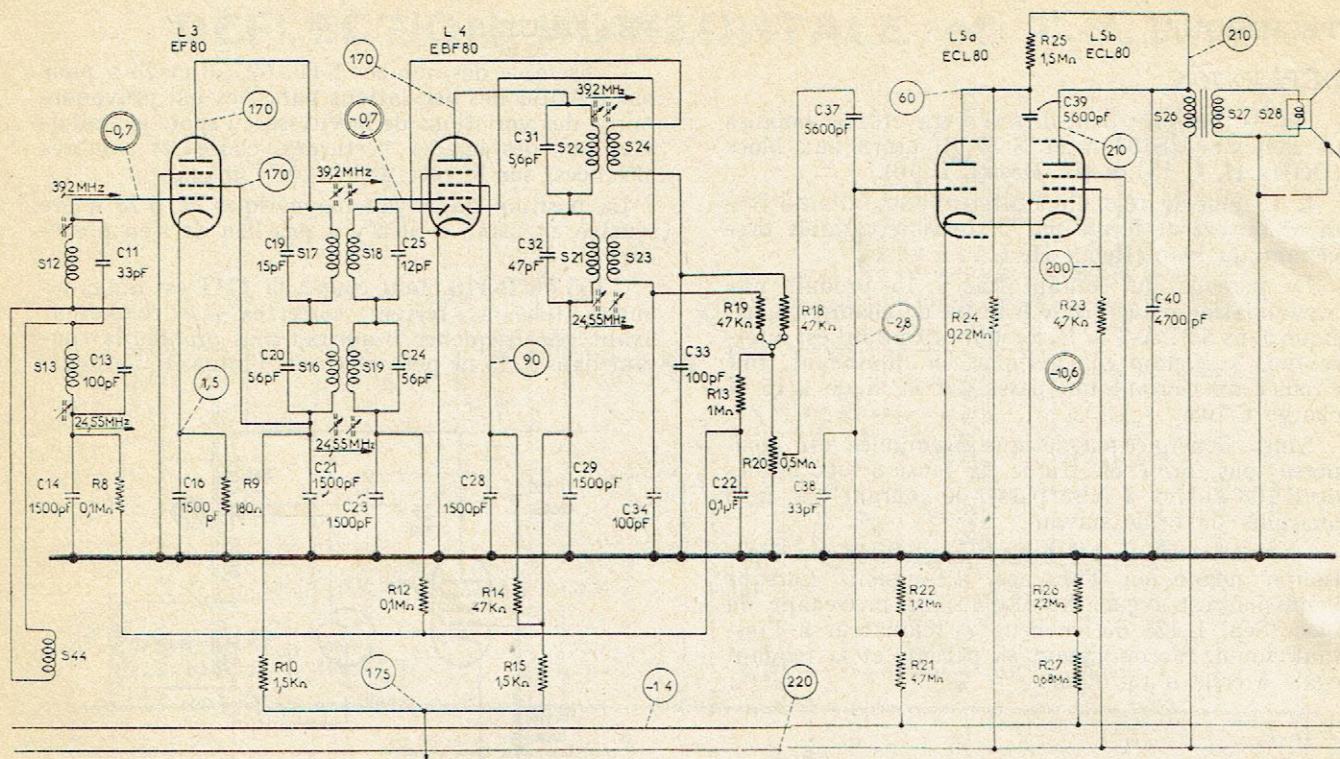 L 3
EF80
L 4
EBF80
L5a
ECL80
L5b
ECL80
R25
1,5MΩ
210
170
170
60
-0,7
-0,7
170
39,2 MHz
39,2MHz
39,2MHz
C11
33pF
S12
C19
15pF
S17
S18
C25
12pF
C31
5,6pF
S22
S24
C37
5600pF
C39
5600pF
210
S26
S27
S28
S13
C13
100pF
24,55MHz
1,5
C20
56pF
S16
S19
C24
56pF
24,55MHz
90
C32
47pF
S21
S23
24,55MHz
R19
47KΩ
R18
47KΩ
-2,8
C33
100pF
R13
1MΩ
R20
0,5MΩ
200
R24
0,22MΩ
R23
4,7KΩ
C40
4700 pF
-10,6
C14
1500pF
R8
0,1MΩ
C16
1500
pF
R9
180Ω
C21
1500pF
C23
1500pF
C28
1500pF
C29
1500pF
C34
100pF
C22
0,1µF
C38
33pF
S44
R12
0,1MΩ
R14
47KΩ
R10
1,5KΩ
175
R15
1,5KΩ
-14
220
R22
1,2MΩ
R21
4,7MΩ
2,2MΩ
R27
0,68MΩ